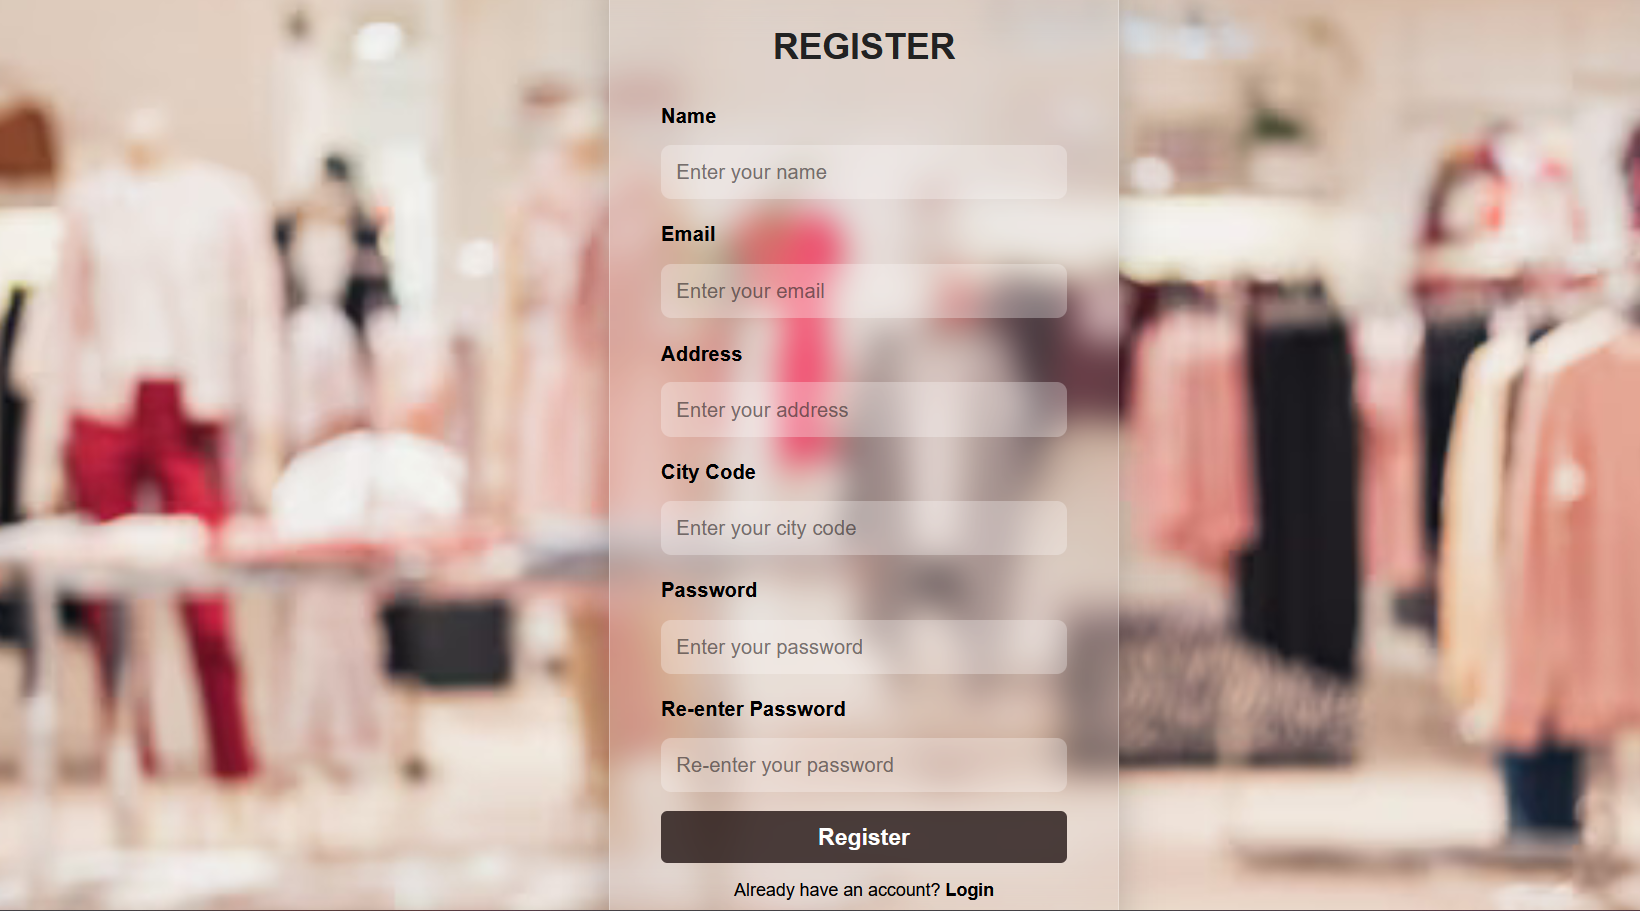 REGISTER
Name
Enter your name
Email
Enter your email
Address
Enter your address
City Code
Enter your city code
Password
Enter your password
Re-enter Password
Re-enter your password
Register
Already have an account? Login